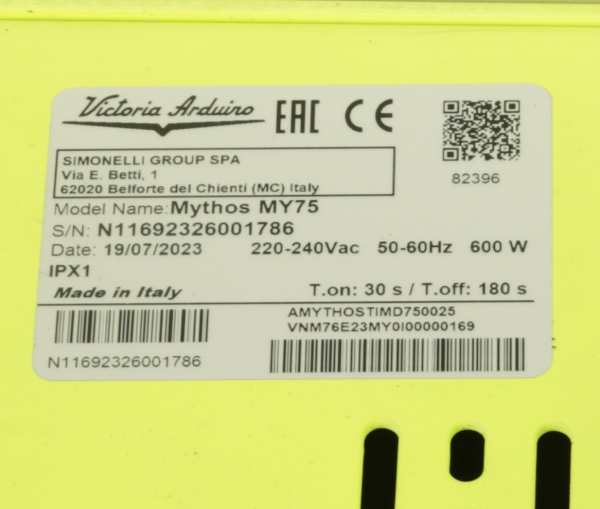 Victoria Arduino EAC CE
82396
SIMONELLI GROUP SPA
Via E. Betti, 1
62020 Belforte del Chienti (MC) Italy
Model Name:Mythos MY75
S/N: N11692326001786
Date: 19/07/2023 220-240Vac 50-60Hz 600 W
IPX1
Made in Italy T.on: 30 s / T.off: 180 s
AMYTHOSTIMD750025
VNM76E23MY0I00000169
N11692326001786